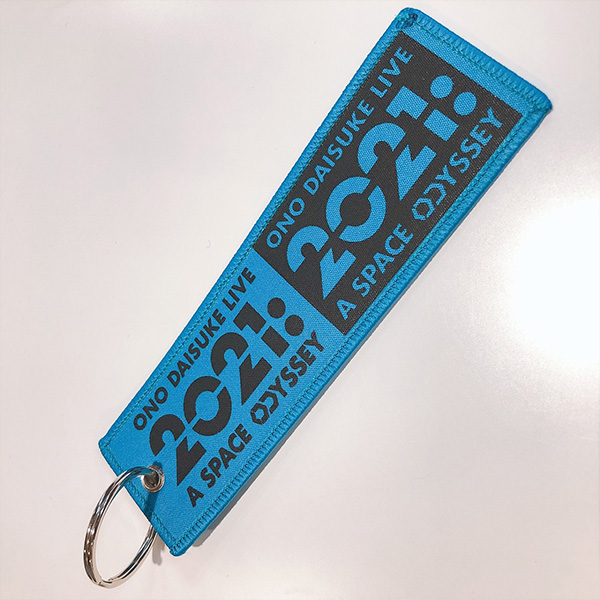 ONO DAISUKE LIVE
2021:
A SPACE ODYSSEY
ONO DAISUKE LIVE
2021:
A SPACE ODYSSEY